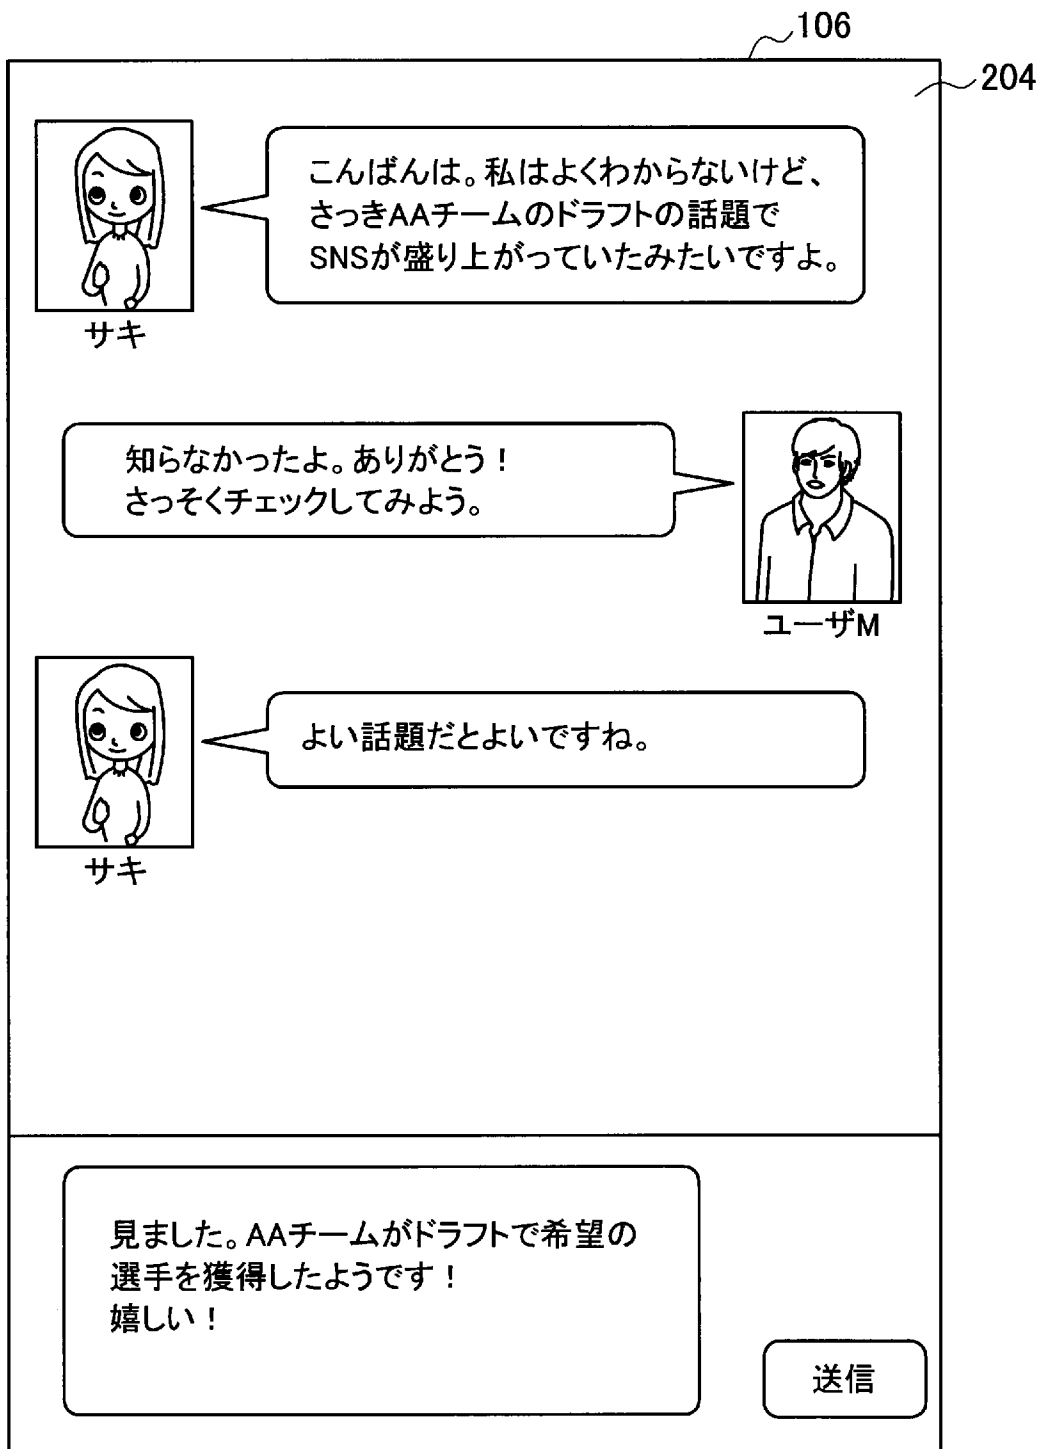 106
204
こんばんは。私はよくわからないけど、
さっきAAチームのドラフトの話題で
SNSが盛り上がっていたみたいですよ。
サキ
知らなかったよ。ありがとう！
さっそくチェックしてみよう。
ユーザM
よい話題だとよいですね。
サキ
見ました。AAチームがドラフトで希望の
選手を獲得したようです！
嬉しい！
送信